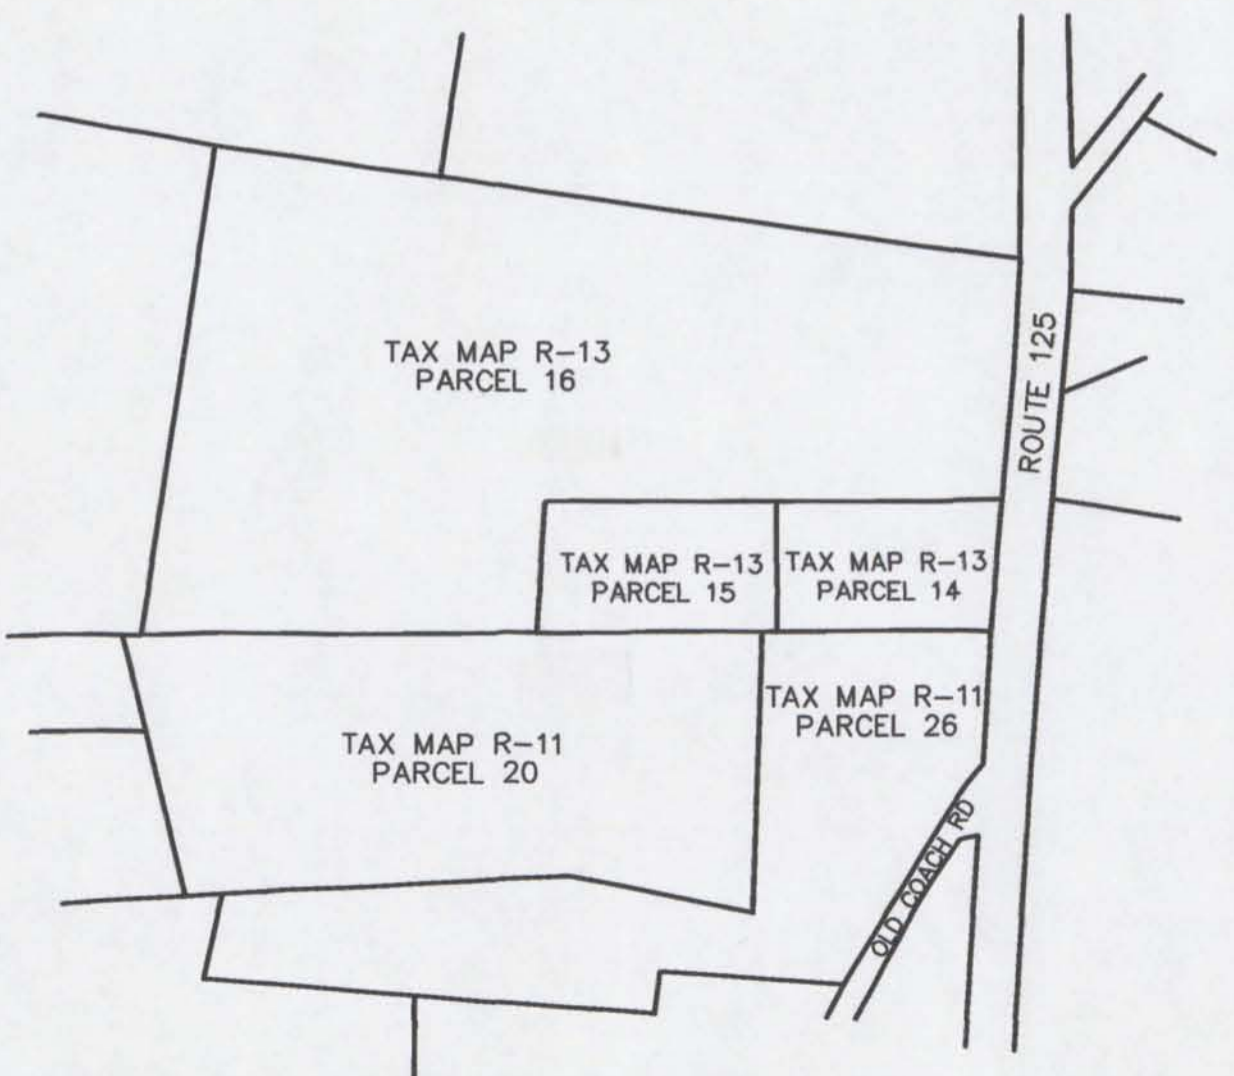 TAX MAP R-13
PARCEL 16
ROUTE 125
TAX MAP R-13
PARCEL 15
TAX MAP R-13
PARCEL 14
TAX MAP R-11
PARCEL 26
TAX MAP R-11
PARCEL 20
OLD COACH RD